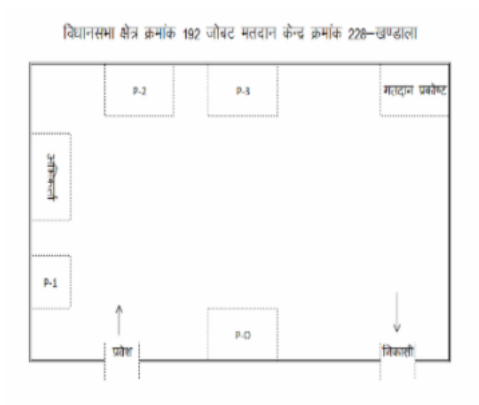 विधानसभा क्षेत्र क्रमांक 192 जोबट मतदान केन्द्र क्रमांक 228–खण्डाला
P-2
P-3
मतदान प्रकोष्ट
P-1
P-O
प्रवेश
निकासी